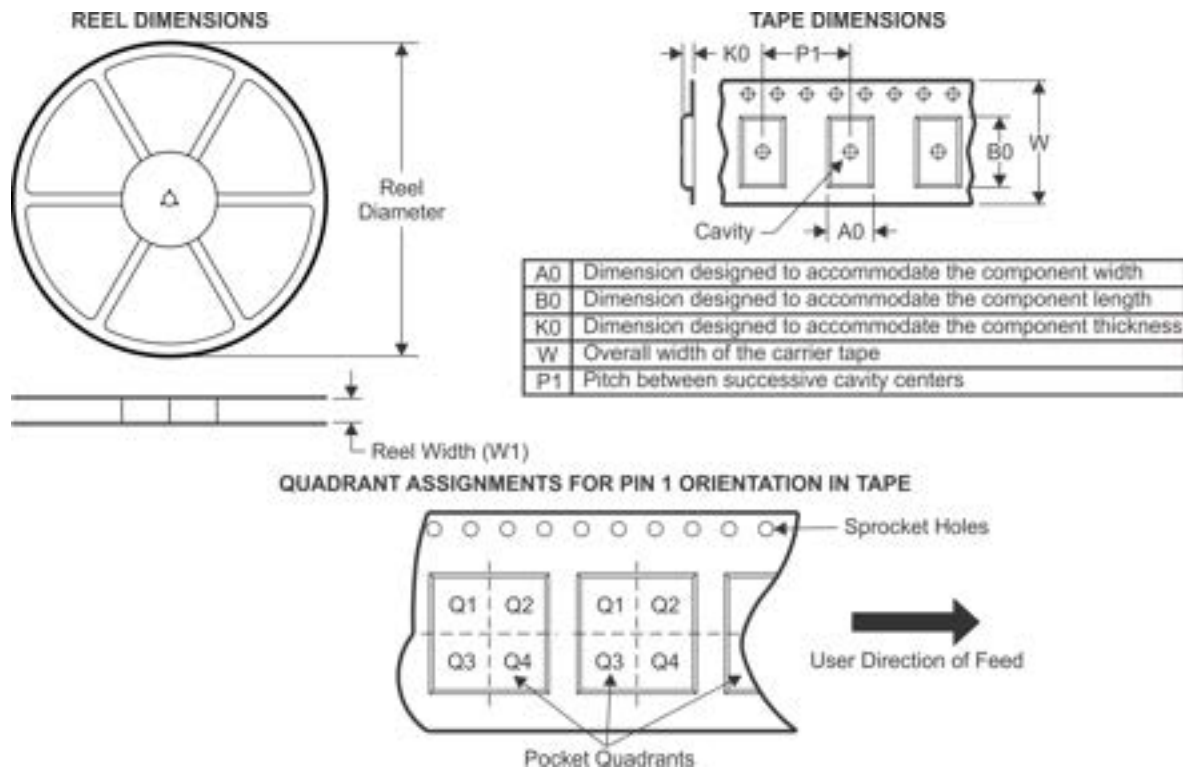 REEL DIMENSIONS
Reel
Diameter
Reel Width (W1)
TAPE DIMENSIONS
K0 P1
B0 W
Cavity A0
A0 Dimension designed to accommodate the component width
B0 Dimension designed to accommodate the component length
K0 Dimension designed to accommodate the component thickness
W Overall width of the carrier tape
P1 Pitch between successive cavity centers
QUADRANT ASSIGNMENTS FOR PIN 1 ORIENTATION IN TAPE
Sprocket Holes
Q1 Q2 Q1 Q2
Q3 Q4 Q3 Q4
User Direction of Feed
Pocket Quadrants